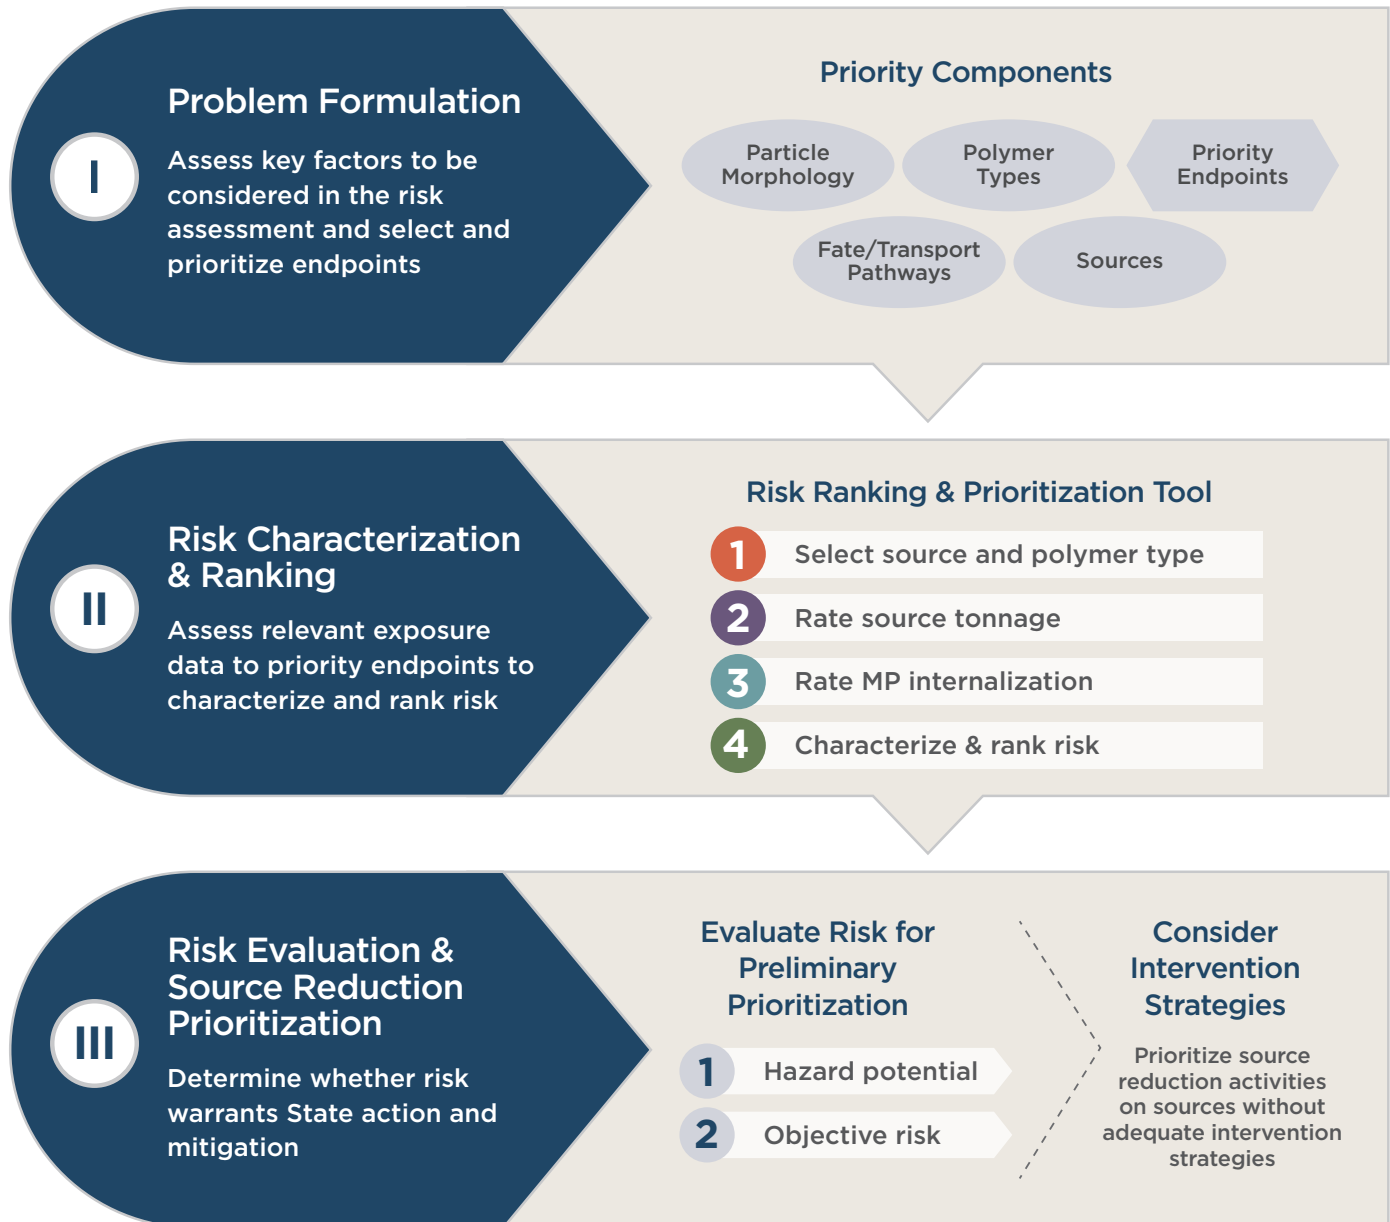 I
Problem Formulation
Assess key factors to be
considered in the risk
assessment and select and
prioritize endpoints
Priority Components
Particle
Morphology
Polymer
Types
Priority
Endpoints
Fate/Transport
Pathways
Sources
II
Risk Characterization
& Ranking
Assess relevant exposure
data to priority endpoints to
characterize and rank risk
Risk Ranking & Prioritization Tool
1 Select source and polymer type
2 Rate source tonnage
3 Rate MP internalization
4 Characterize & rank risk
III
Risk Evaluation &
Source Reduction
Prioritization
Determine whether risk
warrants State action and
mitigation
Evaluate Risk for
Preliminary
Prioritization
1 Hazard potential
2 Objective risk
Consider
Intervention
Strategies
Prioritize source
reduction activities
on sources without
adequate intervention
strategies